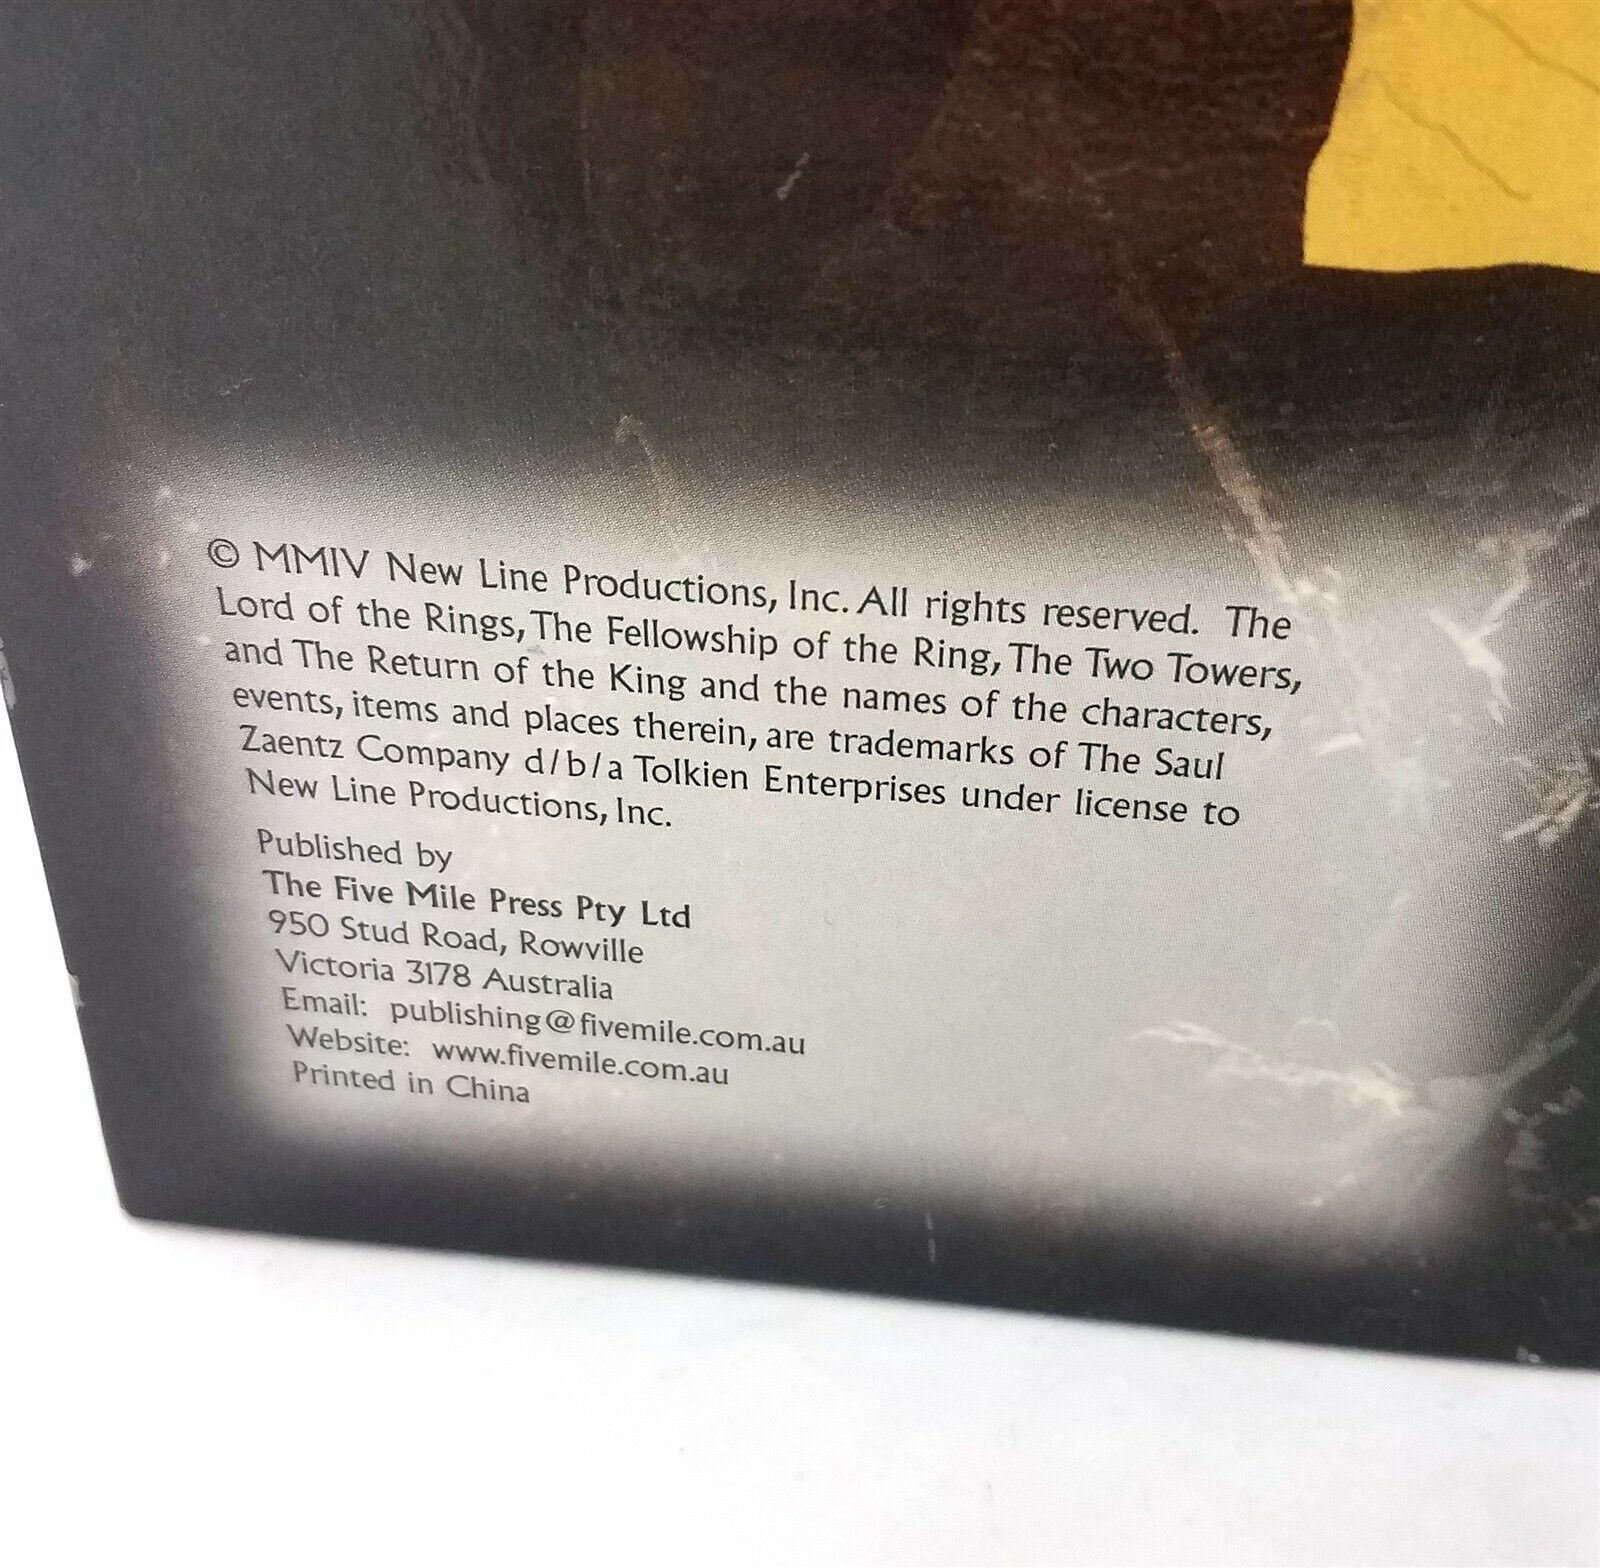 © MMIV New Line Productions, Inc. All rights reserved. The
Lord of the Rings, The Fellowship of the Ring, The Two Towers,
and The Return of the King and the names of the characters,
events, items and places therein, are trademarks of The Saul
Zaentz Company d/b/a Tolkien Enterprises under license to
New Line Productions, Inc.
Published by
The Five Mile Press Pty Ltd
950 Stud Road, Rowville
Victoria 3178 Australia
Email: publishing@fivemile.com.au
Website: www.fivemile.com.au
Printed in China